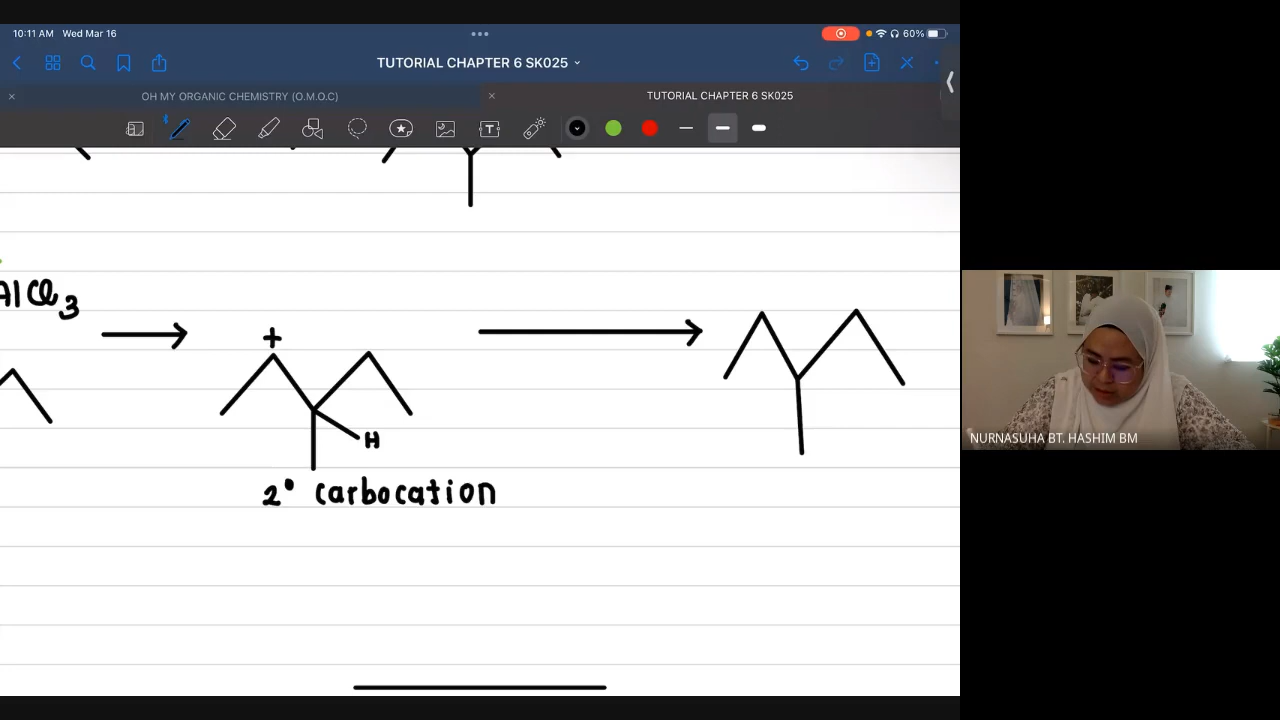 10:11 AM Wed Mar 16
60%
TUTORIAL CHAPTER 6 SK025
OH MY ORGANIC CHEMISTRY (O.M.O.C)
TUTORIAL CHAPTER 6 SK025
AlCl3
+
H
2° carbocation
NURNASUHA BT. HASHIM BM